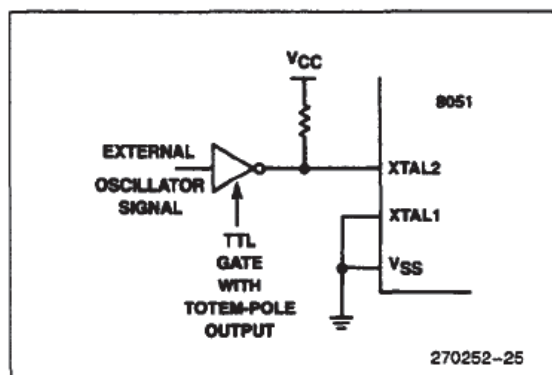 VCC
8051
EXTERNAL
OSCILLATOR
SIGNAL
XTAL2
XTAL1
VSS
TTL
GATE
WITH
TOTEM-POLE
OUTPUT
270252-25